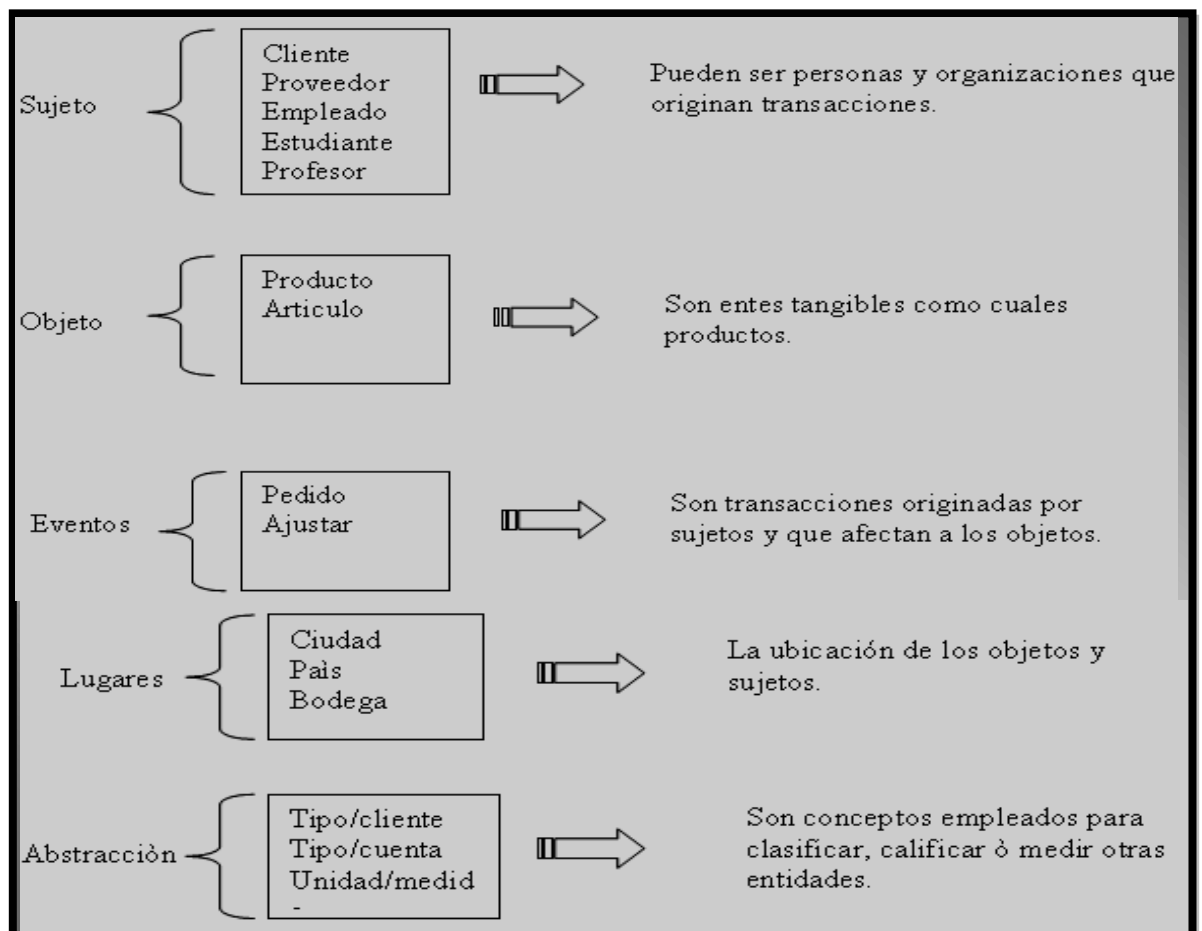 Sujeto
Cliente
Proveedor
Empleado
Estudiante
Profesor
Pueden ser personas y organizaciones que
originan transacciones.
Objeto
Producto
Articulo
Son entes tangibles como cuales
productos.
Eventos
Pedido
Ajustar
Son transacciones originadas por
sujetos y que afectan a los objetos.
Lugares
Ciudad
Paìs
Bodega
La ubicación de los objetos y
sujetos.
Abstracciòn
Tipo/cliente
Tipo/cuenta
Unidad/medid
-
Son conceptos empleados para
clasificar, calificar ò medir otras
entidades.